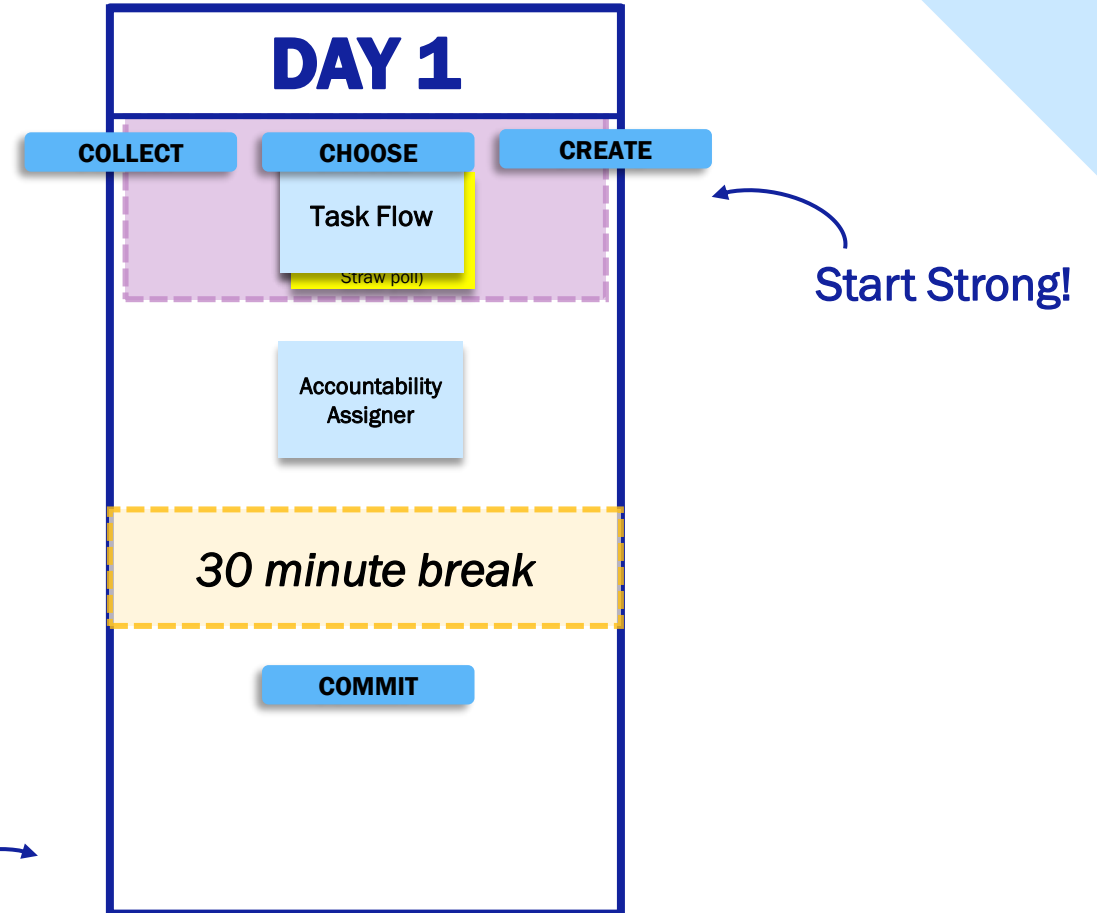 DAY 1
COLLECT
CHOOSE
CREATE
Task Flow
Straw poll)
Start Strong!
Accountability
Assigner
30 minute break
COMMIT